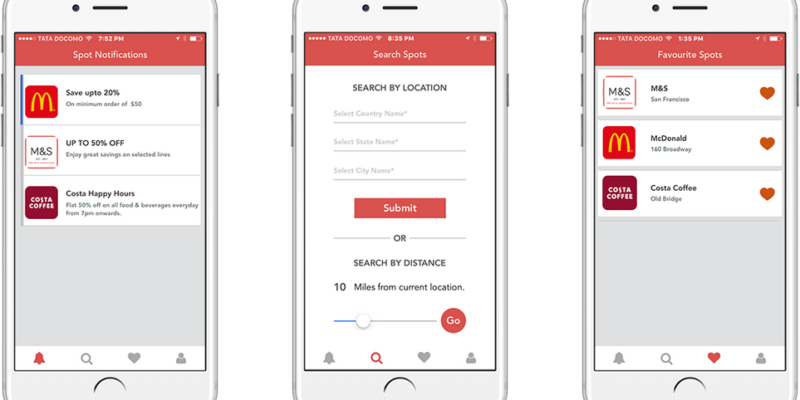 TATA DOCOMO 7:52 PM
Spot Notifications
Save upto 20%
On minimum order of $50
M&S
UP TO 50% OFF
Enjoy great savings on selected lines
COSTA
COFFEE
Costa Happy Hours
Flat 50% off on all food & beverages everyday
from 7pm onwards.
TATA DOCOMO 8:35 PM
Search Spots
SEARCH BY LOCATION
Select Country Name*
Select State Name*
Select City Name*
Submit
OR
SEARCH BY DISTANCE
10 Miles from current location.
Go
TATA DOCOMO 1:35 PM
Favourite Spots
M&S
M&S
San Francisco
McDonald
160 Broadway
COSTA
COFFEE
Costa Coffee
Old Bridge